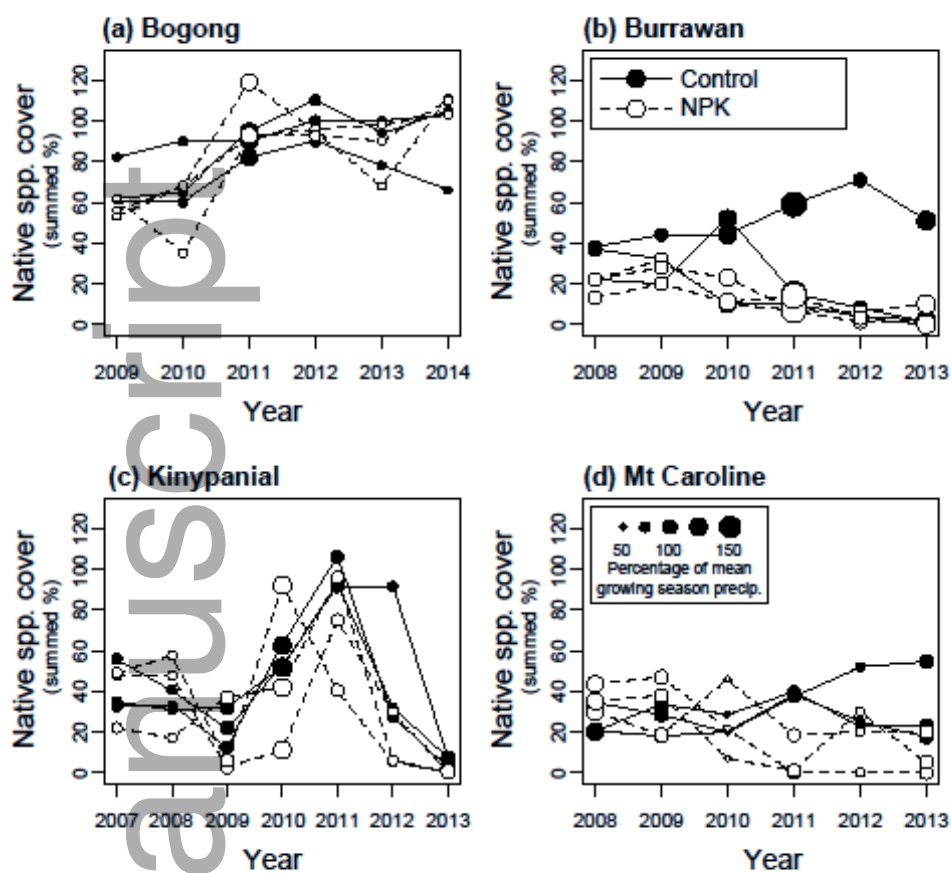 (a) Bogong
Native spp. cover
(summed %)
0 20 40 60 80 100 120
2009 2010 2011 2012 2013 2014
Year
(b) Burrawan
Control
NPK
Native spp. cover
(summed %)
0 20 40 60 80 100 120
2008 2009 2010 2011 2012 2013
Year
(c) Kinypanial
Native spp. cover
(summed %)
0 20 40 60 80 100 120
2007 2008 2009 2010 2011 2012 2013
Year
(d) Mt Caroline
50 100 150
Percentage of mean
growing season precip.
Native spp. cover
(summed %)
0 20 40 60 80 100 120
2008 2009 2010 2011 2012 2013
Year
anuscript